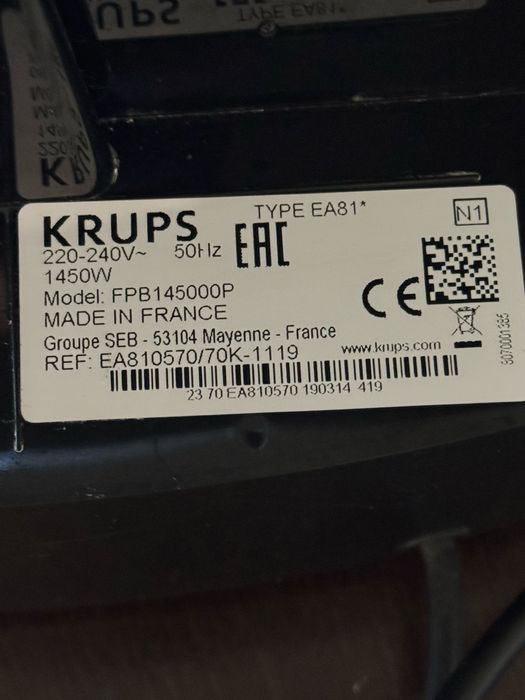 KRUPS
TYPE EA81*
N1
220-240V~ 50Hz
EAC
1450W
Model: FPB145000P
CE
MADE IN FRANCE
Groupe SEB - 53104 Mayenne - France
REF: EA810570/70K-1119
www.krups.com
23 70 EA810570 190314 419
8070001385